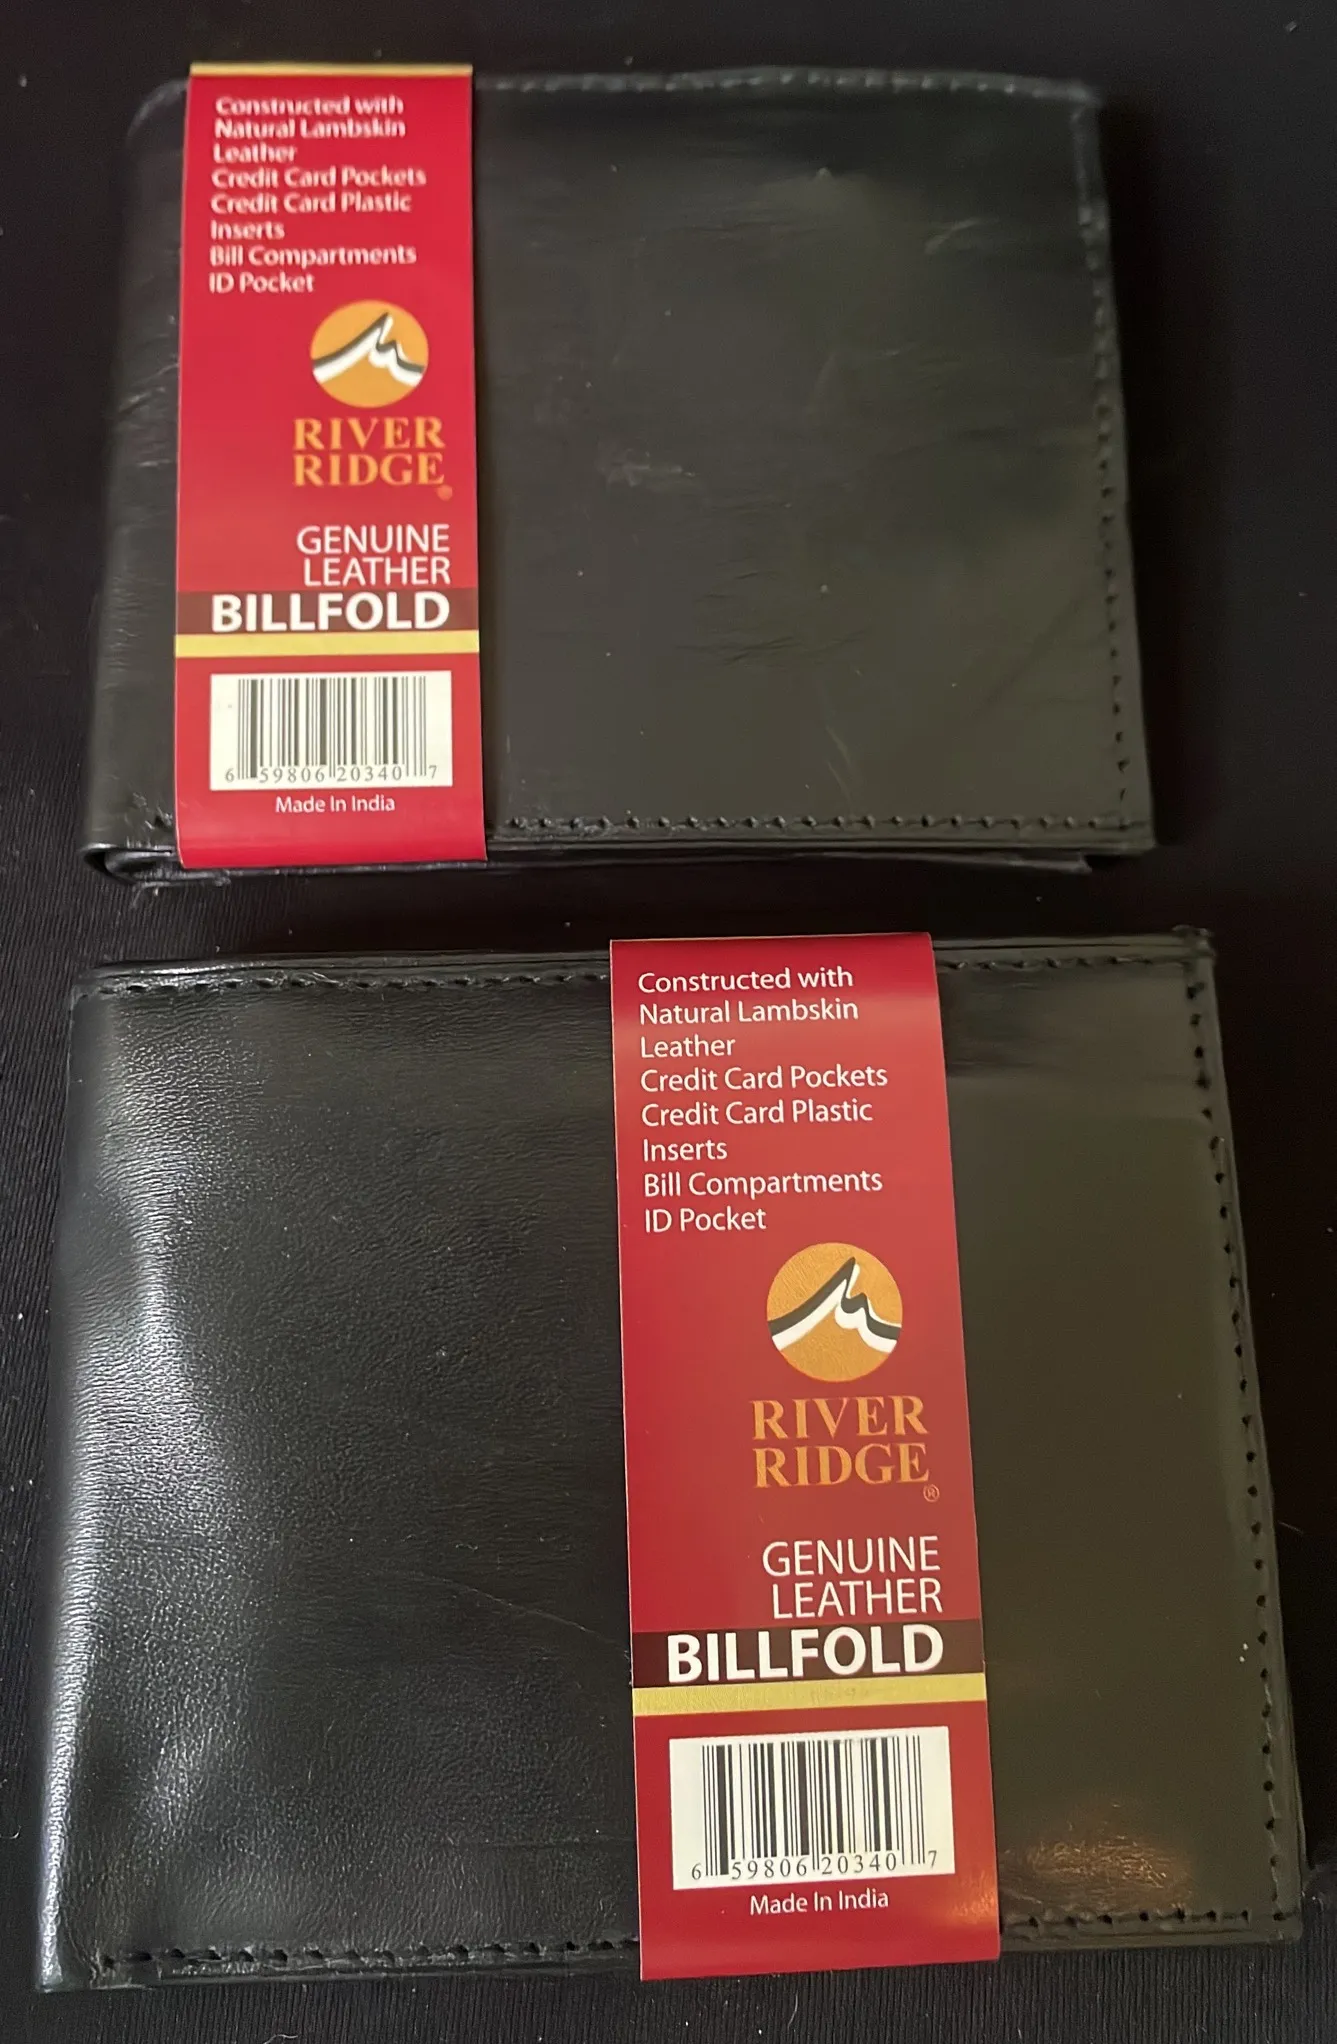 Constructed with
Natural Lambskin
Leather
Credit Card Pockets
Credit Card Plastic
Inserts
Bill Compartments
ID Pocket
RIVER
RIDGE®
GENUINE
LEATHER
BILLFOLD
6 59806 20340 7
Made In India
Constructed with
Natural Lambskin
Leather
Credit Card Pockets
Credit Card Plastic
Inserts
Bill Compartments
ID Pocket
RIVER
RIDGE®
GENUINE
LEATHER
BILLFOLD
6 59806 20340 7
Made In India